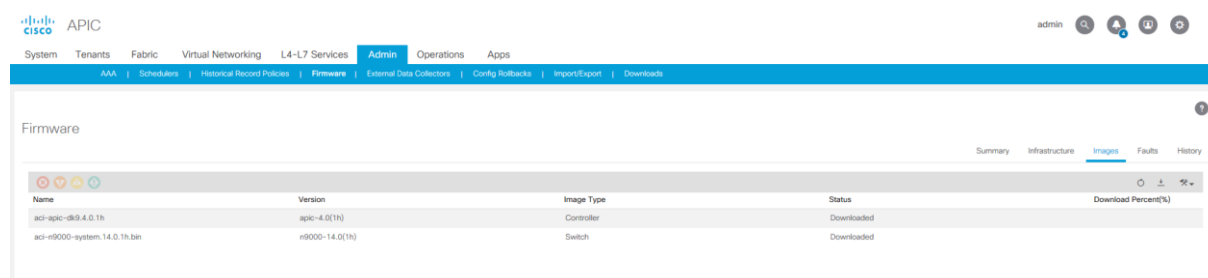 CISCO APIC admin 4
System Tenants Fabric Virtual Networking L4-L7 Services Admin Operations Apps
AAA | Schedulers | Historical Record Policies | Firmware | External Data Collectors | Config Rollbacks | Import/Export | Downloads
?
Firmware
Summary Infrastructure Images Faults History
Name Version Image Type Status Download Percent(%)
aci-apic-dk9.4.0.1h apic-4.0(1h) Controller Downloaded
aci-n9000-system.14.0.1h.bin n9000-14.0(1h) Switch Downloaded